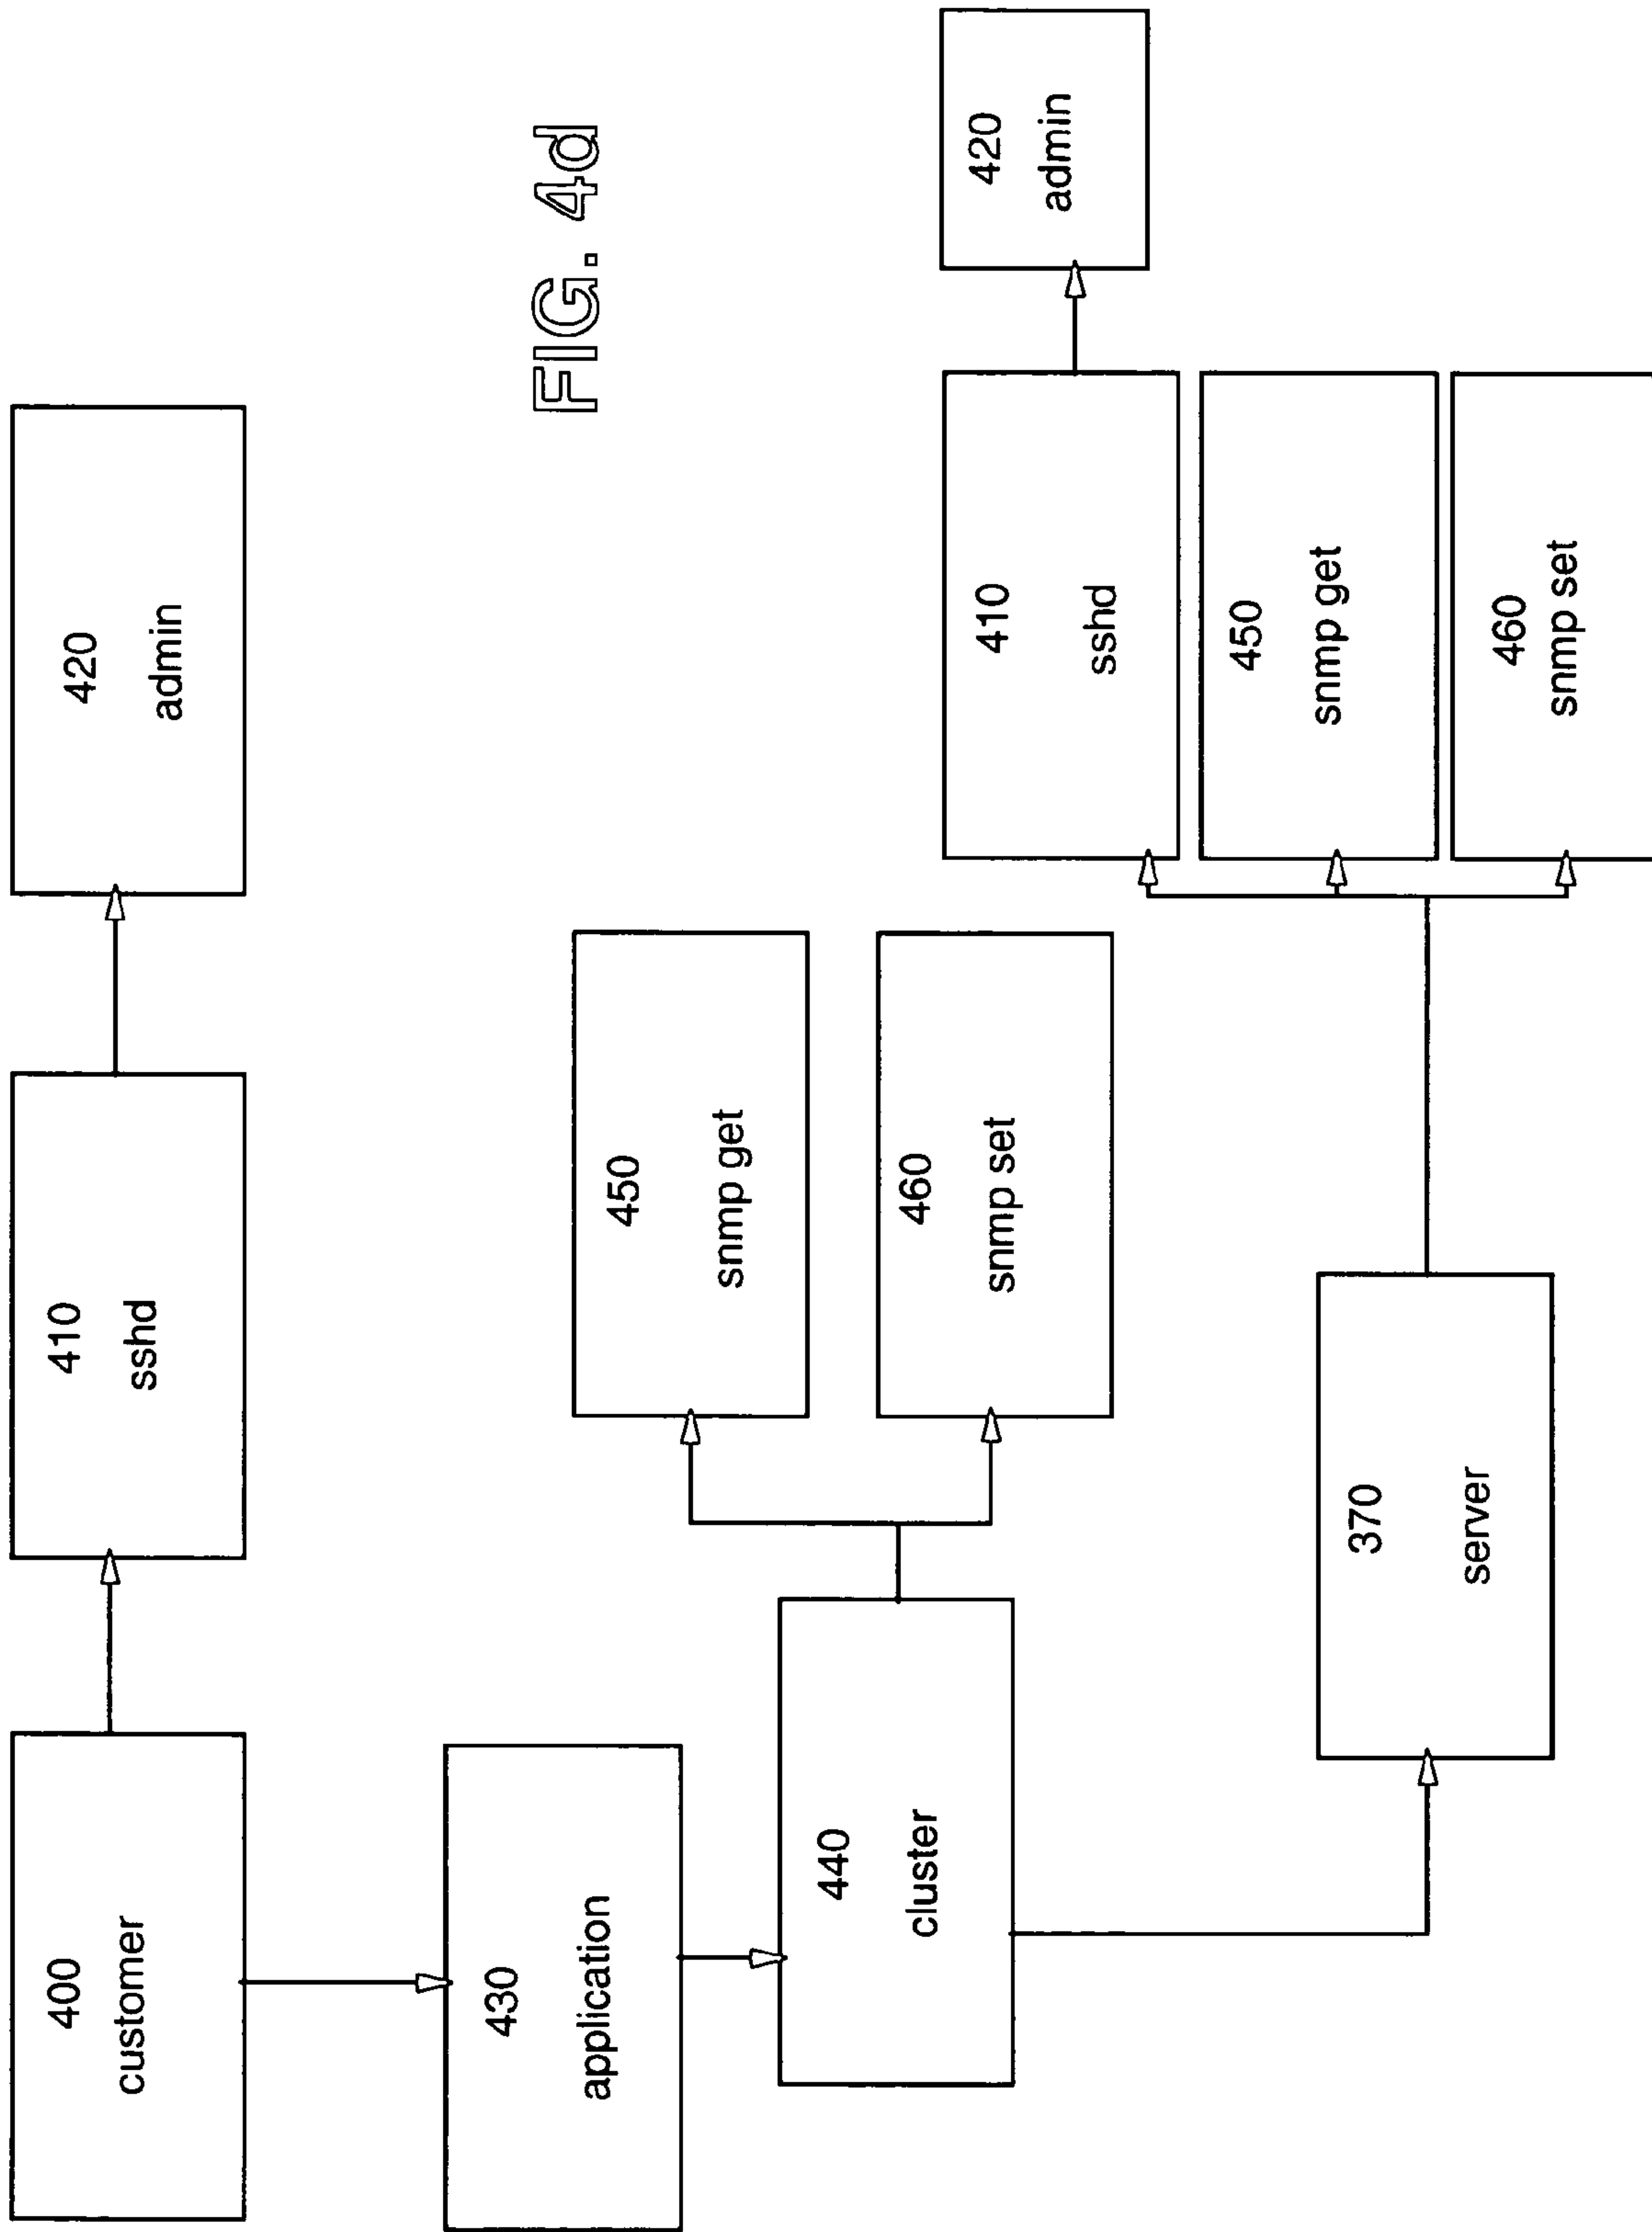 400
customer
410
sshd
420
admin
430
application
FIG. 4d
440
cluster
450
snmp get
460
snmp set
370
server
410
sshd
420
admin
450
snmp get
460
snmp set